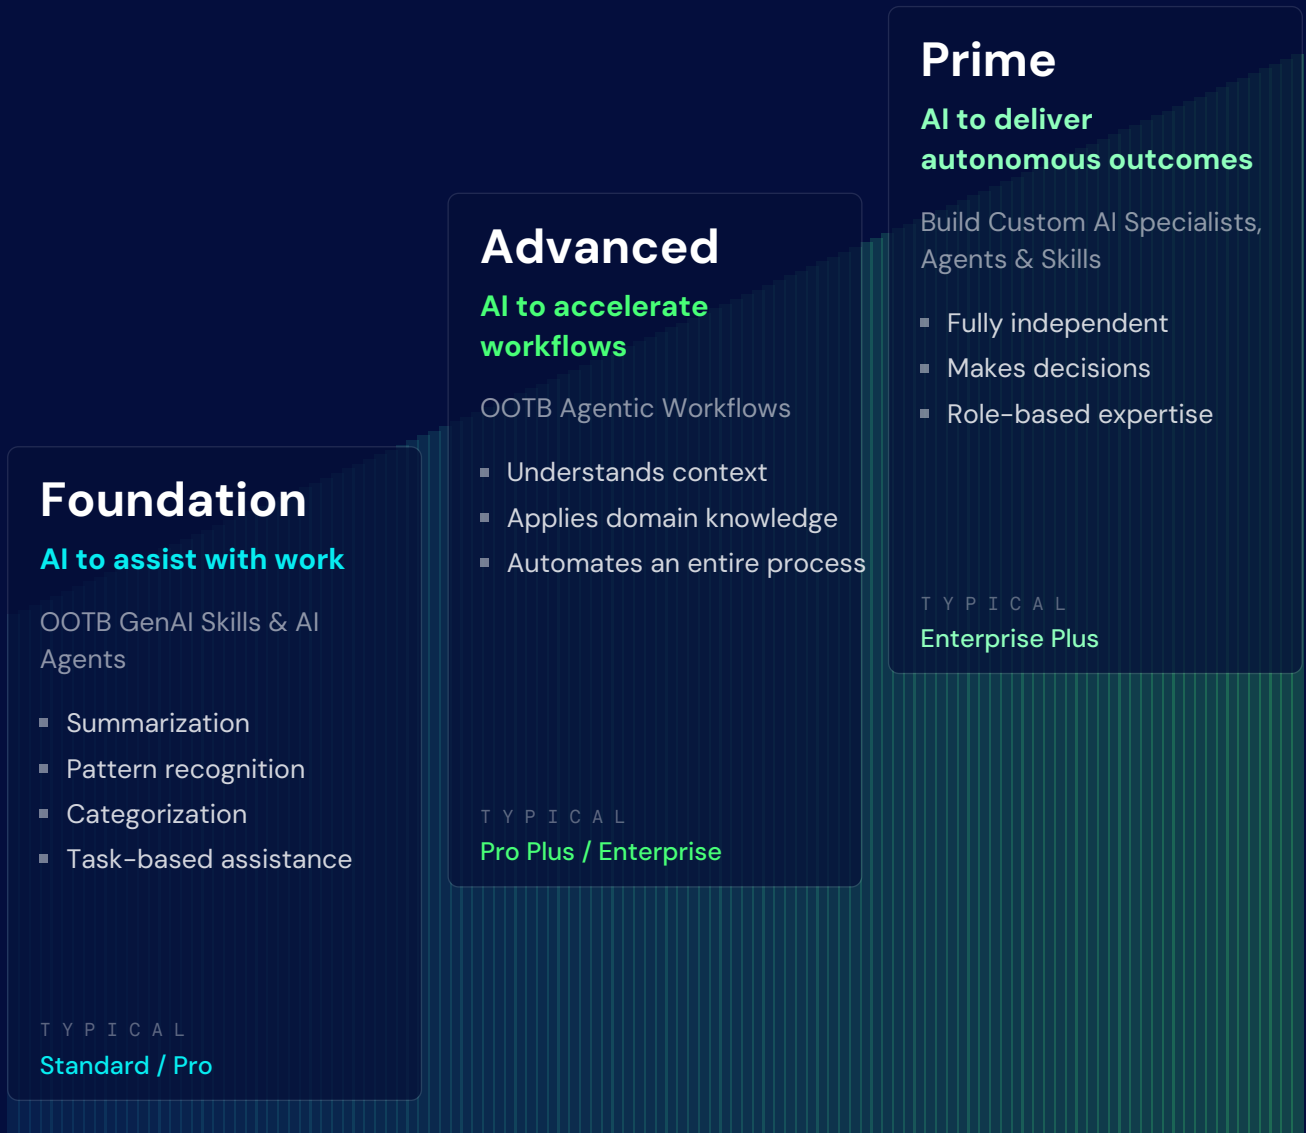 Foundation
AI to assist with work
OOTB GenAI Skills & AI
Agents
Summarization
Pattern recognition
Categorization
Task-based assistance
TYPICAL
Standard / Pro
Advanced
AI to accelerate
workflows
OOTB Agentic Workflows
Understands context
Applies domain knowledge
Automates an entire process
TYPICAL
Pro Plus / Enterprise
Prime
AI to deliver
autonomous outcomes
Build Custom AI Specialists,
Agents & Skills
Fully independent
Makes decisions
Role-based expertise
TYPICAL
Enterprise Plus